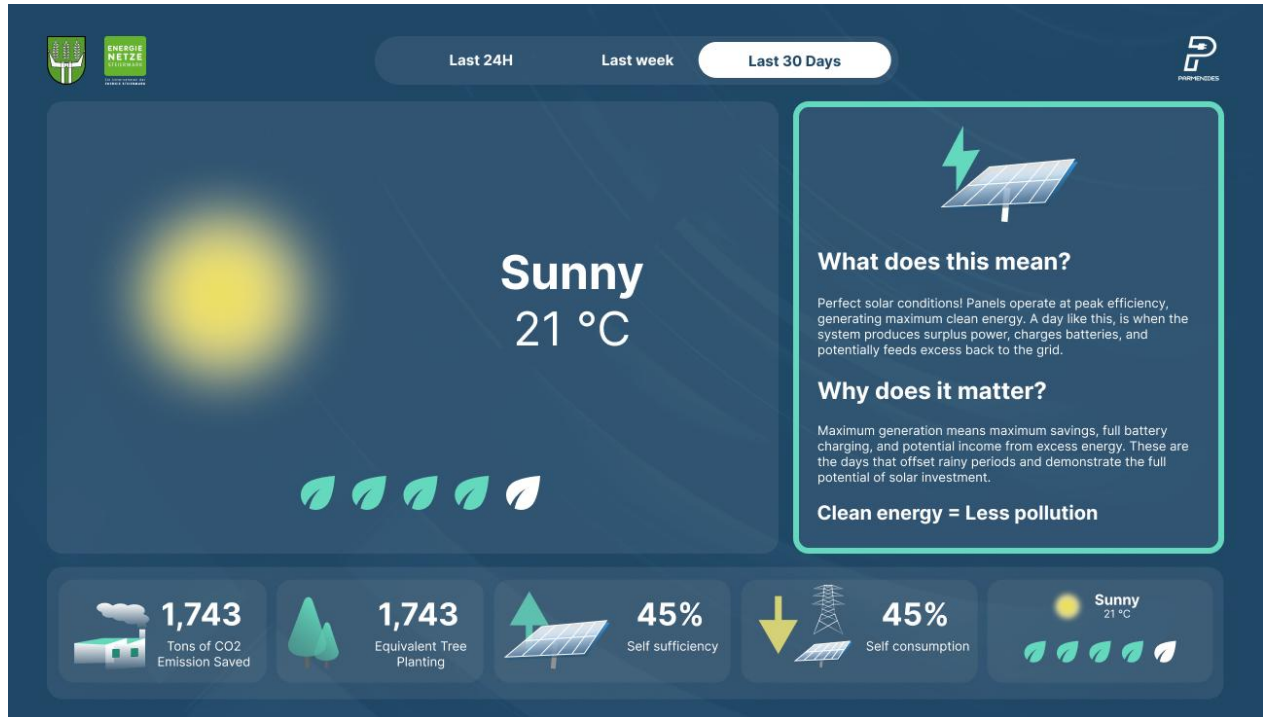 ENERGIE
NETZE
STEIERMARK
Last 24H
Last week
Last 30 Days
PARMENIDES
Sunny
21 °C
What does this mean?
Perfect solar conditions! Panels operate at peak efficiency,
generating maximum clean energy. A day like this, is when the
system produces surplus power, charges batteries, and
potentially feeds excess back to the grid.
Why does it matter?
Maximum generation means maximum savings, full battery
charging, and potential income from excess energy. These are
the days that offset rainy periods and demonstrate the full
potential of solar investment.
Clean energy = Less pollution
1,743
Tons of CO2
Emission Saved
1,743
Equivalent Tree
Planting
45%
Self sufficiency
45%
Self consumption
Sunny
21 °C